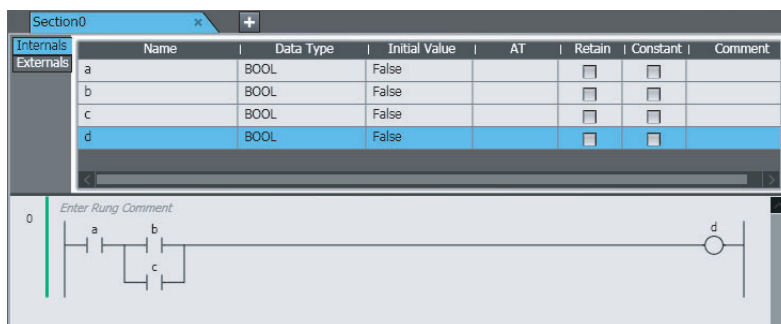 Section0 × +
Internals
Externals
Name Data Type Initial Value AT Retain Constant Comment
a BOOL False
b BOOL False
c BOOL False
d BOOL False
0 Enter Rung Comment
a b d
c